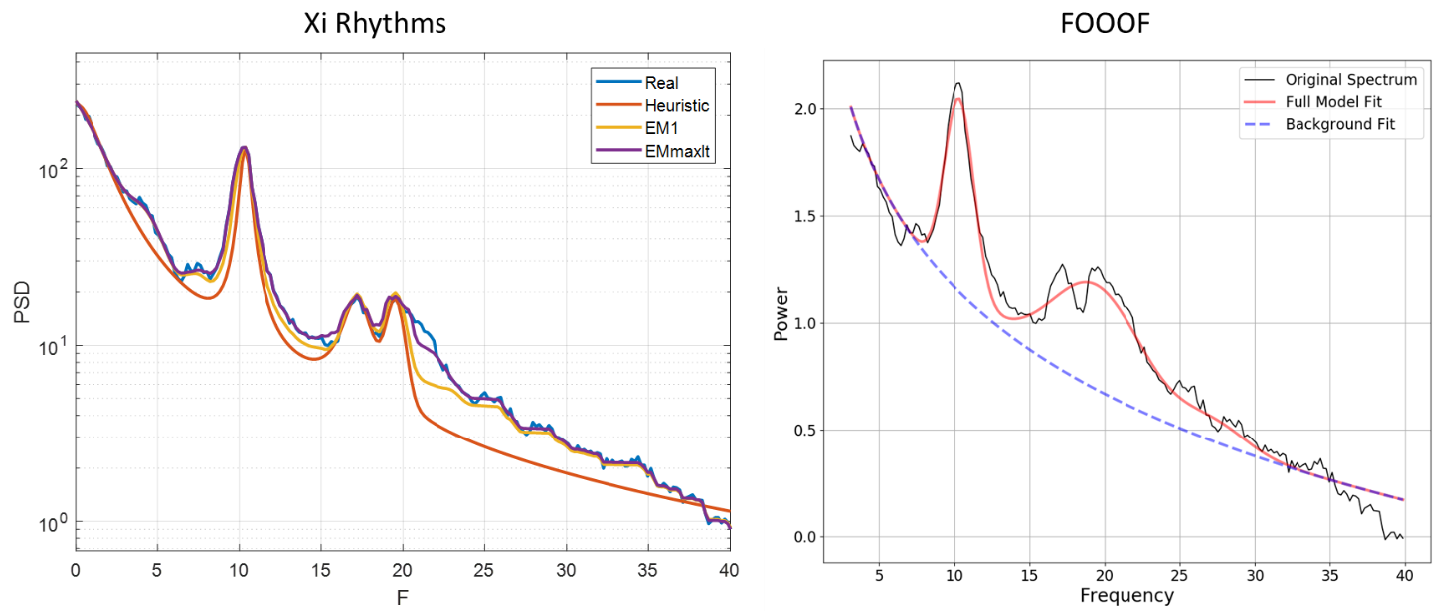 Xi Rhythms
FOOOF
Real
Heuristic
EM1
EMmaxIt
10^2
10^1
10^0
PSD
0 5 10 15 20 25 30 35 40
F
Original Spectrum
Full Model Fit
Background Fit
2.0
1.5
1.0
0.5
0.0
Power
5 10 15 20 25 30 35 40
Frequency